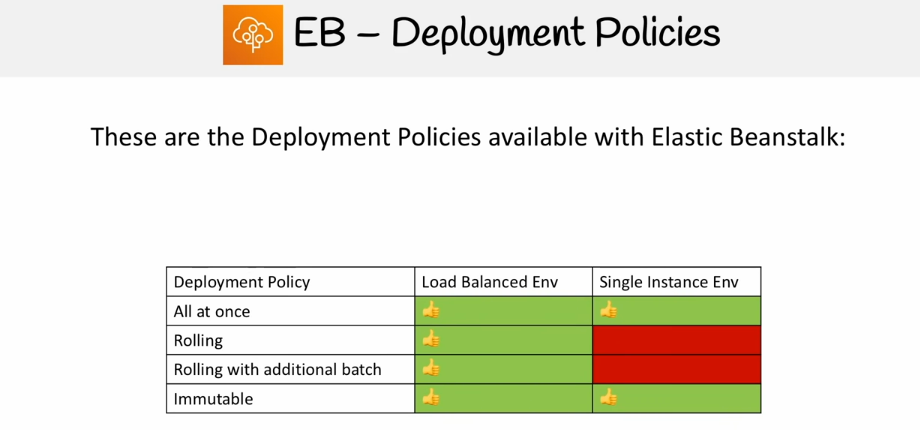 EB – Deployment Policies
These are the Deployment Policies available with Elastic Beanstalk:
Deployment Policy Load Balanced Env Single Instance Env
All at once 👍 👍
Rolling 👍
Rolling with additional batch 👍
Immutable 👍 👍